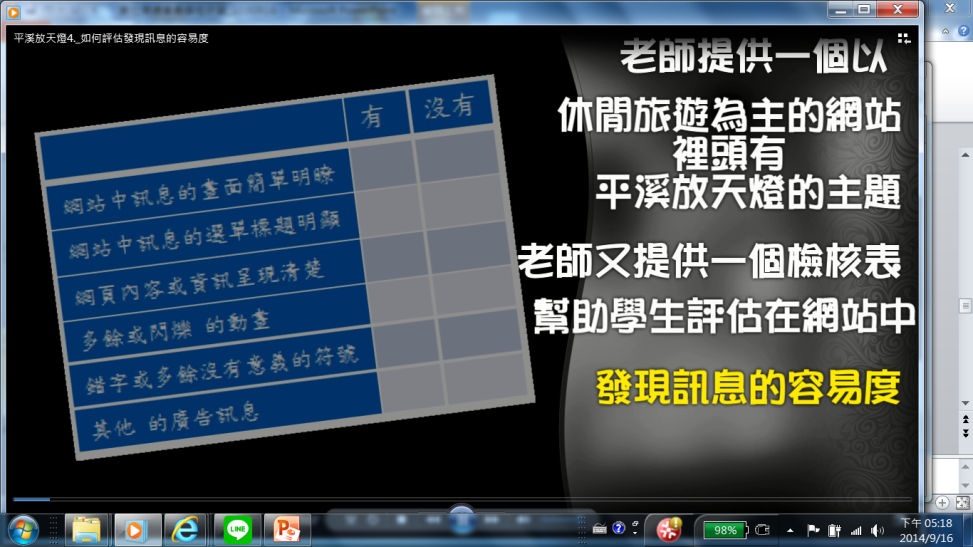 平溪放天燈4._如何評估發現訊息的容易度
有 沒有
網站中訊息的畫面簡單明瞭
網站中訊息的選單標題明顯
網頁內容或資訊呈現清楚
多餘或閃爍 的動畫
錯字或多餘沒有意義的符號
其他 的廣告訊息
老師提供一個以
休閒旅遊為主的網站
裡頭有
平溪放天燈的主題
老師又提供一個檢核表
幫助學生評估在網站中
發現訊息的容易度
LINE
98%
下午 05:18
2014/9/16